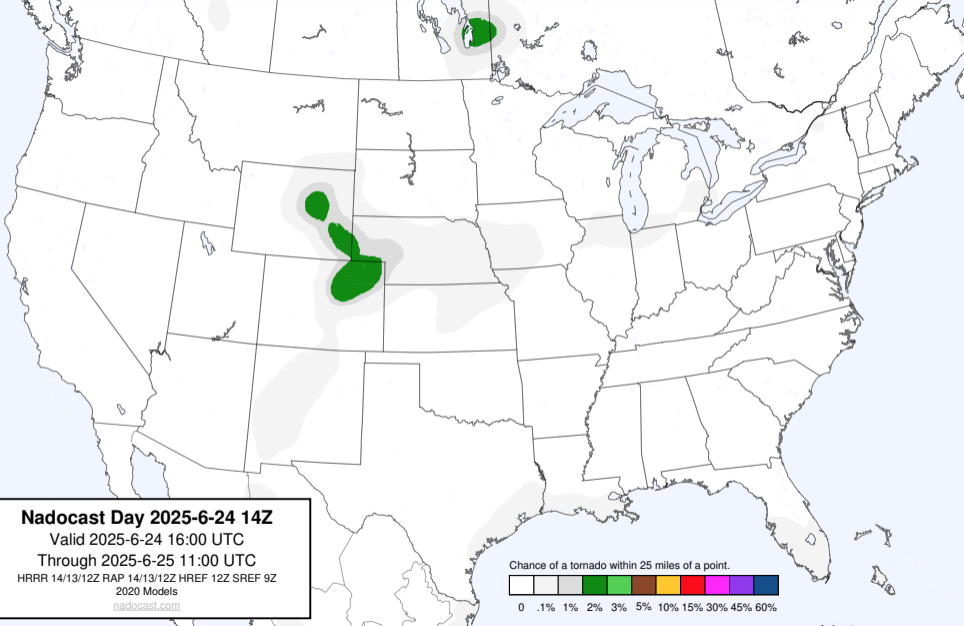 Nadocast Day 2025-6-24 14Z
Valid 2025-6-24 16:00 UTC
Through 2025-6-25 11:00 UTC
HRRR 14/13/12Z RAP 14/13/12Z HREF 12Z SREF 9Z
2020 Models
nadocast.com
Chance of a tornado within 25 miles of a point.
0 .1% 1% 2% 3% 5% 10% 15% 30% 45% 60%